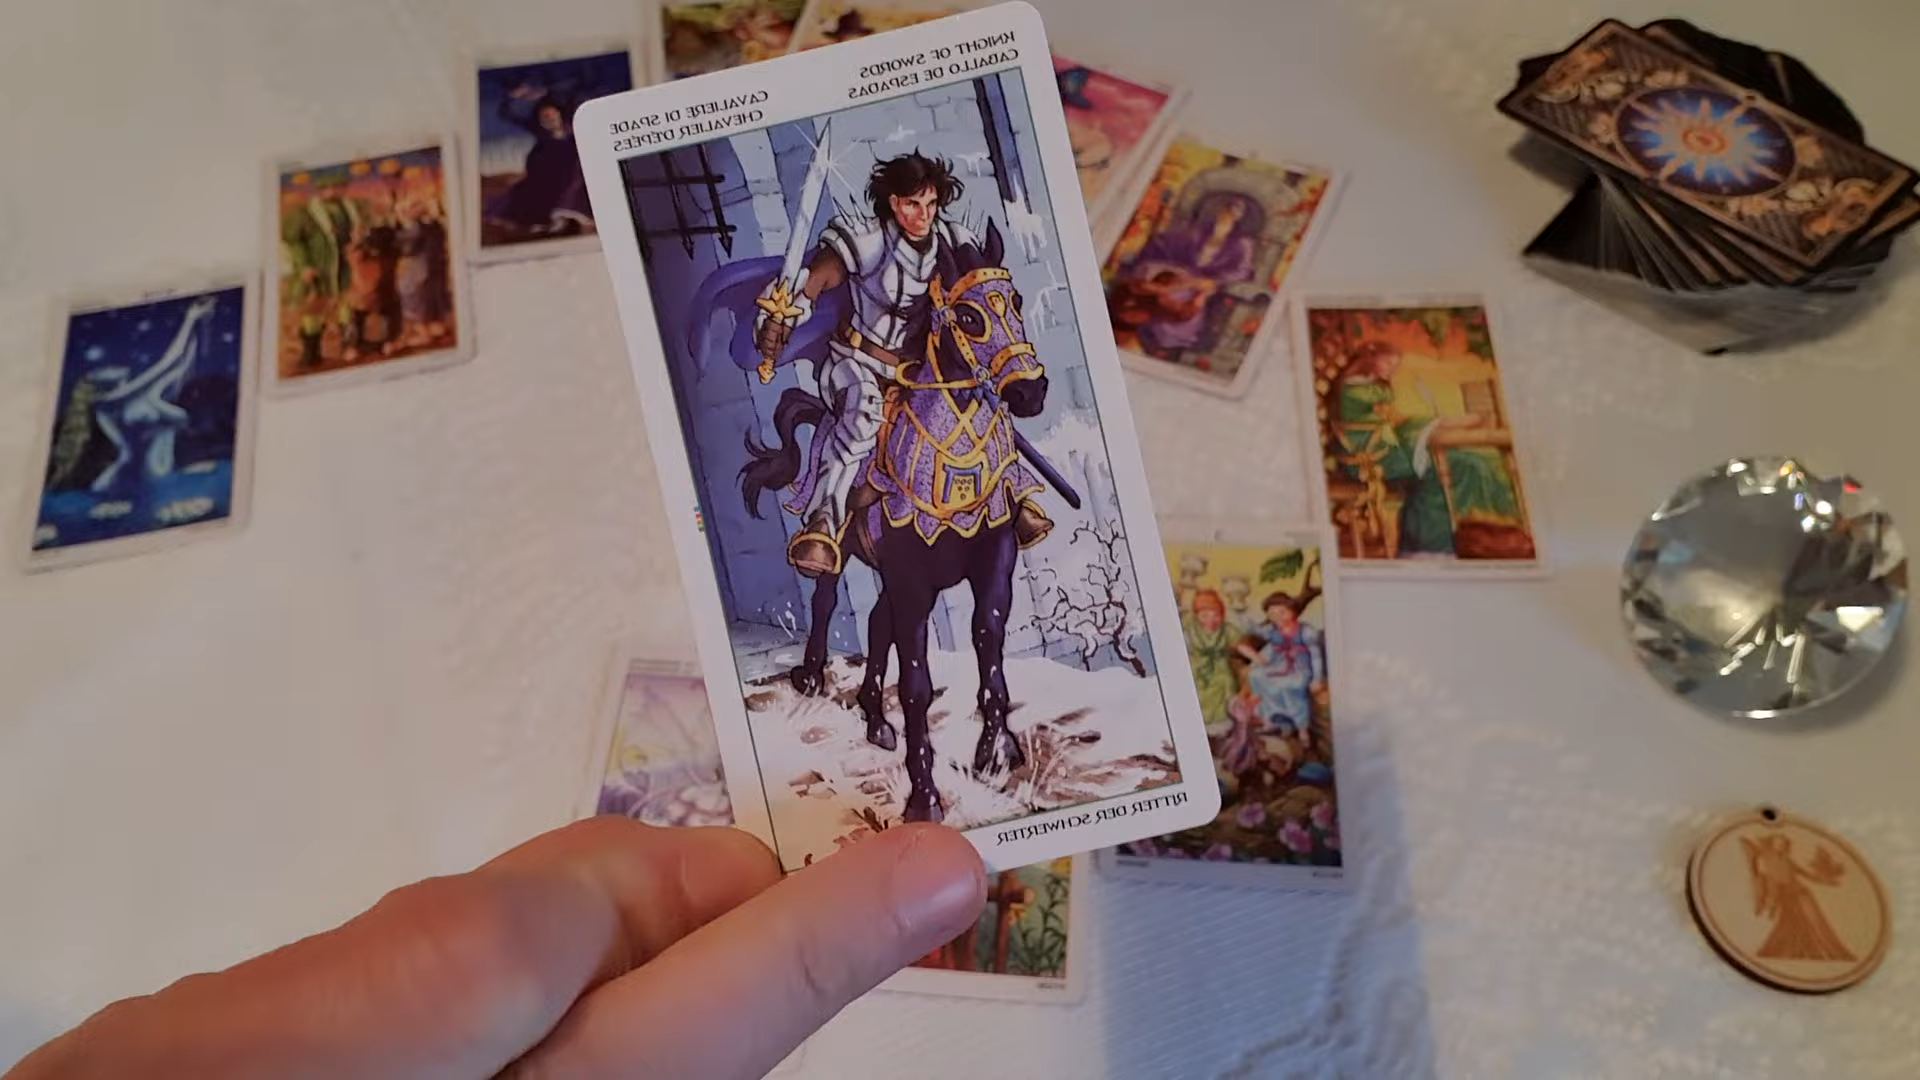 KNIGHT OF SWORDS
CABALLO DE ESPADAS
CAVALIERE DI SPADE
CHEVALIER D'ÉPÉES
RITTER DER SCHWERTER